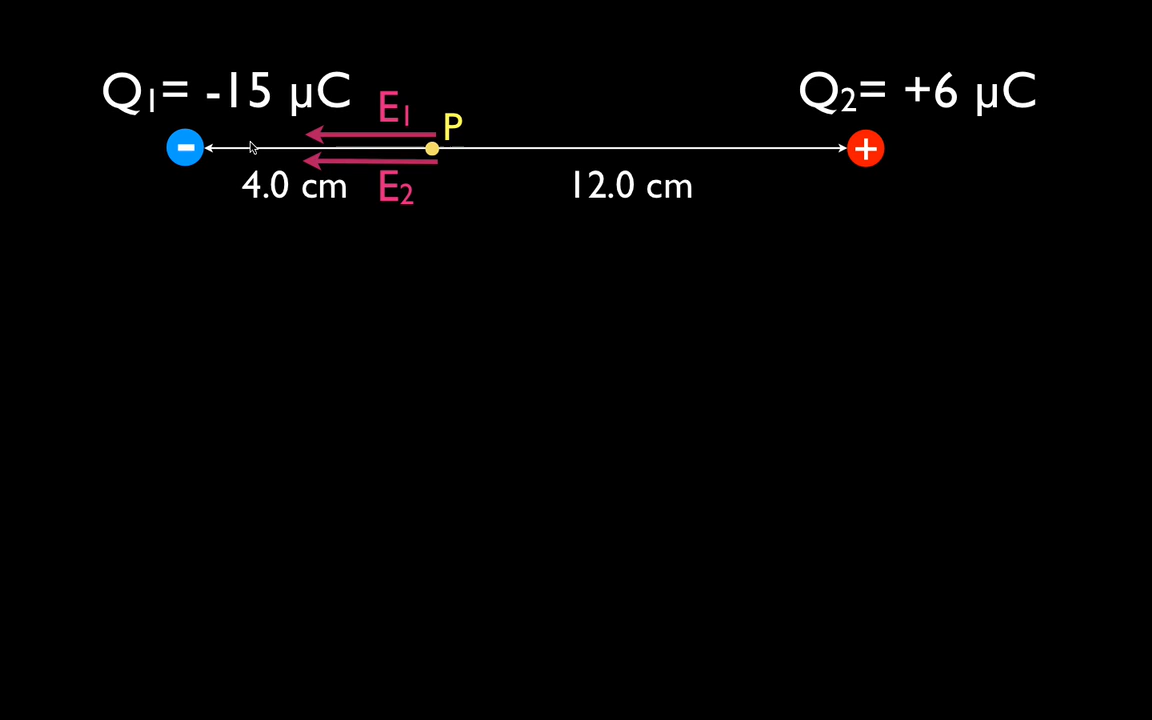 Q₁= -15 µC
Q₂= +6 µC
E₁
P
-
+
4.0 cm
E₂
12.0 cm